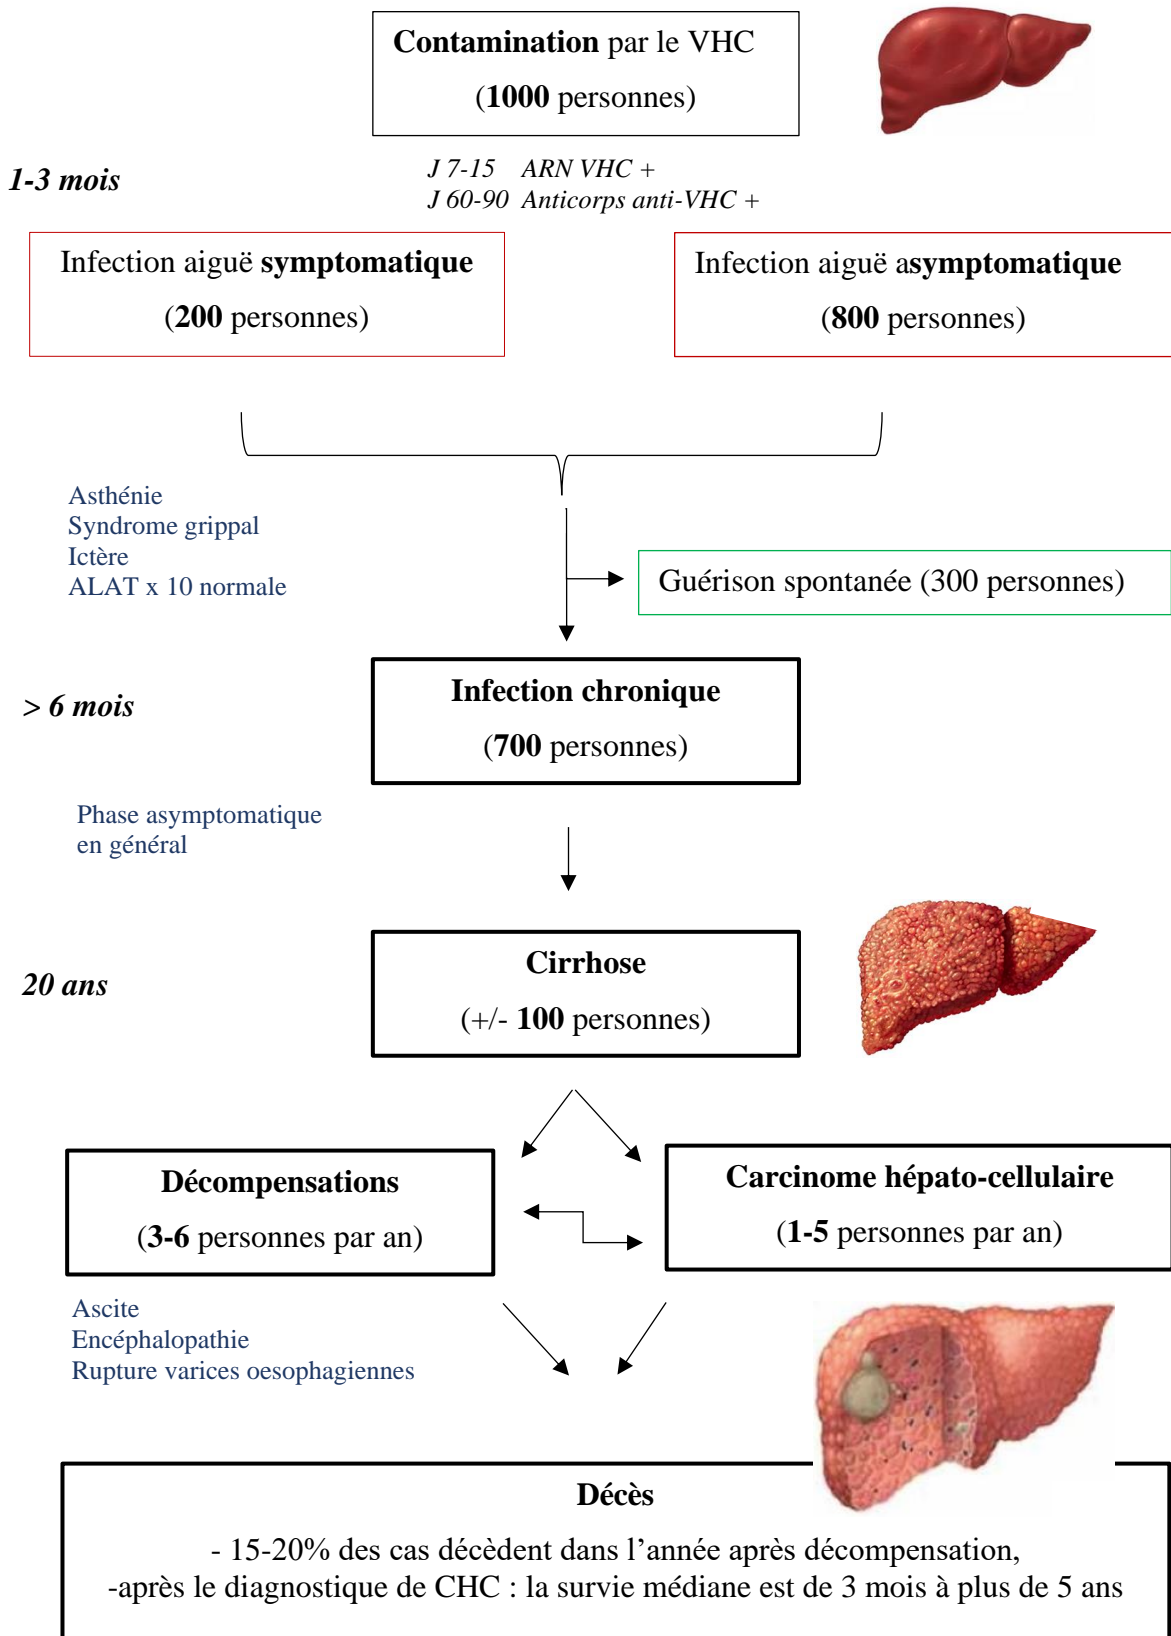 Contamination par le VHC
(1000 personnes)
1-3 mois
J 7-15 ARN VHC +
J 60-90 Anticorps anti-VHC +
Infection aiguë symptomatique
(200 personnes)
Infection aiguë asymptomatique
(800 personnes)
Asthénie
Syndrome grippal
Ictère
ALAT x 10 normale
Guérison spontanée (300 personnes)
> 6 mois
Infection chronique
(700 personnes)
Phase asymptomatique
en général
20 ans
Cirrhose
(+/- 100 personnes)
Décompensations
(3-6 personnes par an)
Carcinome hépato-cellulaire
(1-5 personnes par an)
Ascite
Encéphalopathie
Rupture varices oesophagiennes
Décès
- 15-20% des cas décèdent dans l’année après décompensation,
-après le diagnostique de CHC : la survie médiane est de 3 mois à plus de 5 ans